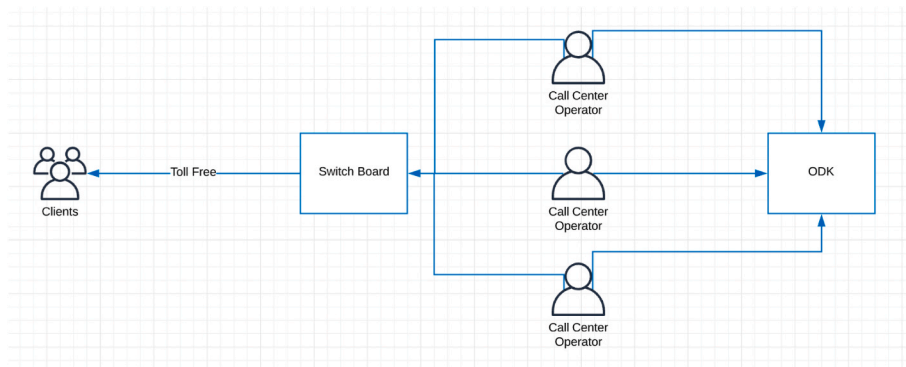 Call Center
Operator
Toll Free
Switch Board
ODK
Clients
Call Center
Operator
Call Center
Operator